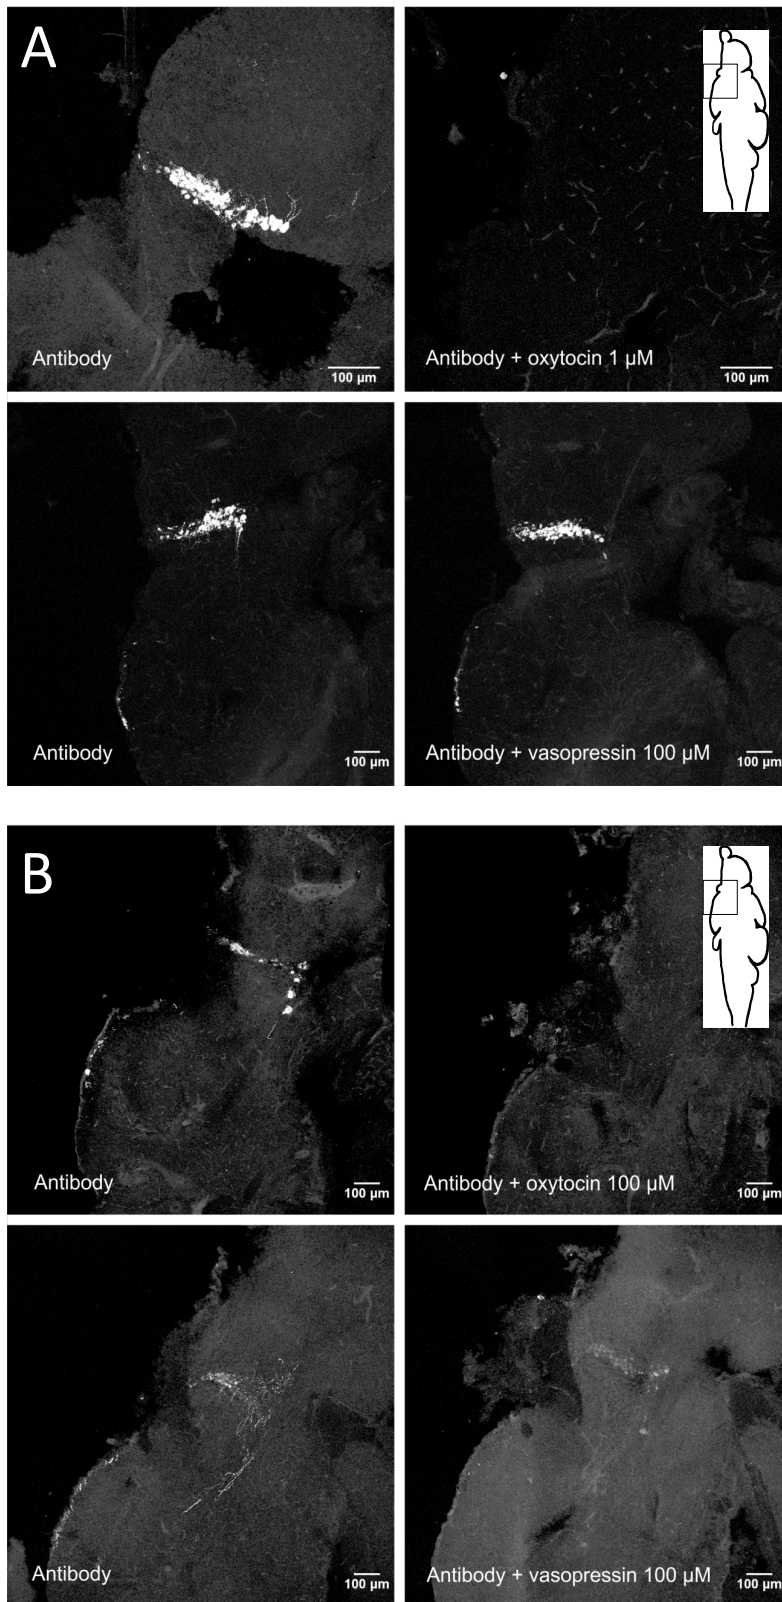 A
Antibody
100 µm
Antibody + oxytocin 1 µM
100 µm
Antibody
100 µm
Antibody + vasopressin 100 µM
100 µm
B
Antibody
100 µm
Antibody + oxytocin 100 µM
100 µm
Antibody
100 µm
Antibody + vasopressin 100 µM
100 µm